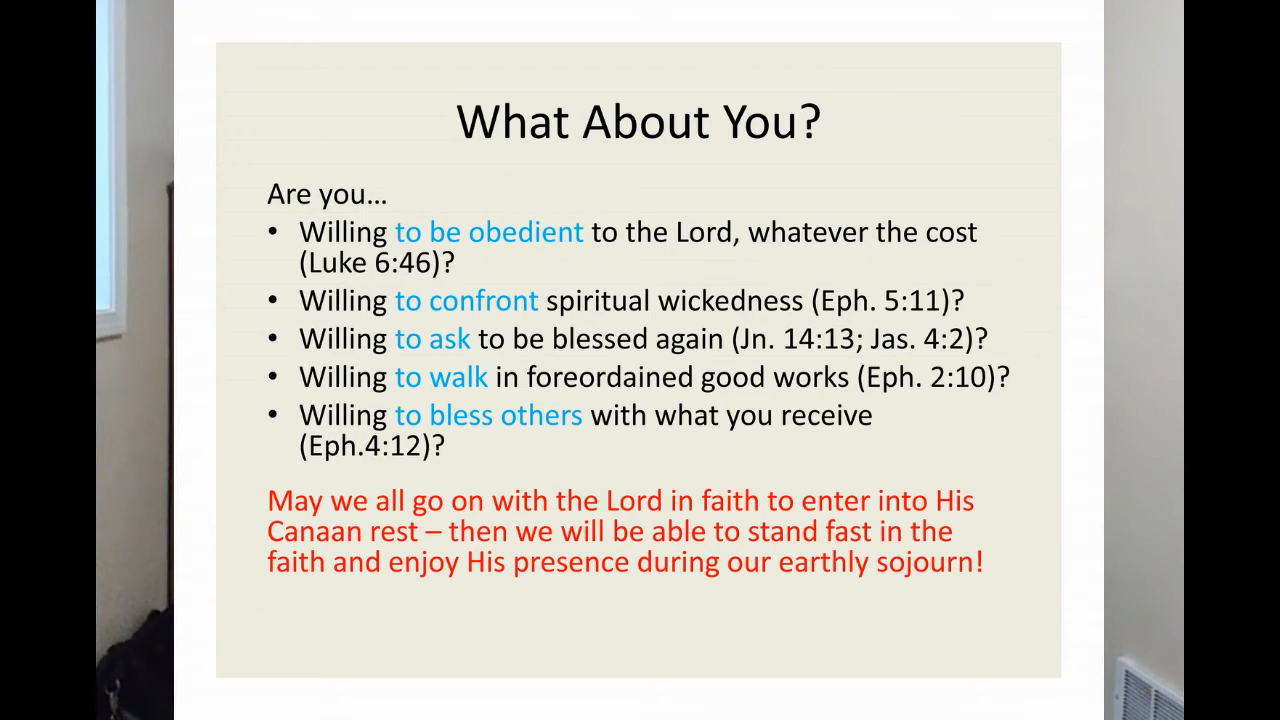 What About You?
Are you…
• Willing to be obedient to the Lord, whatever the cost
(Luke 6:46)?
• Willing to confront spiritual wickedness (Eph. 5:11)?
• Willing to ask to be blessed again (Jn. 14:13; Jas. 4:2)?
• Willing to walk in foreordained good works (Eph. 2:10)?
• Willing to bless others with what you receive
(Eph.4:12)?
May we all go on with the Lord in faith to enter into His
Canaan rest – then we will be able to stand fast in the
faith and enjoy His presence during our earthly sojourn!